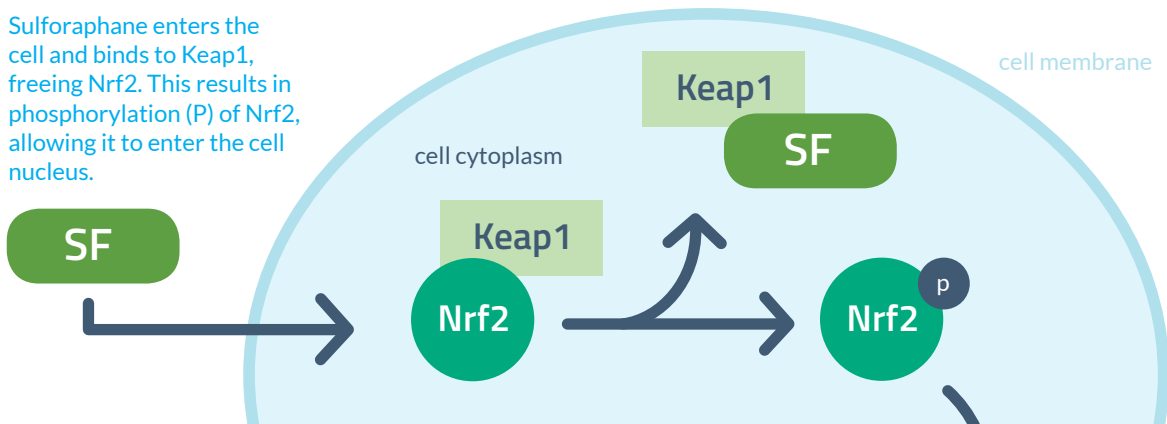 Sulforaphane enters the
cell and binds to Keap1,
freeing Nrf2. This results in
phosphorylation (P) of Nrf2,
allowing it to enter the cell
nucleus.
cell membrane
Keap1
SF
cell cytoplasm
SF
Keap1
Nrf2
Nrf2
p